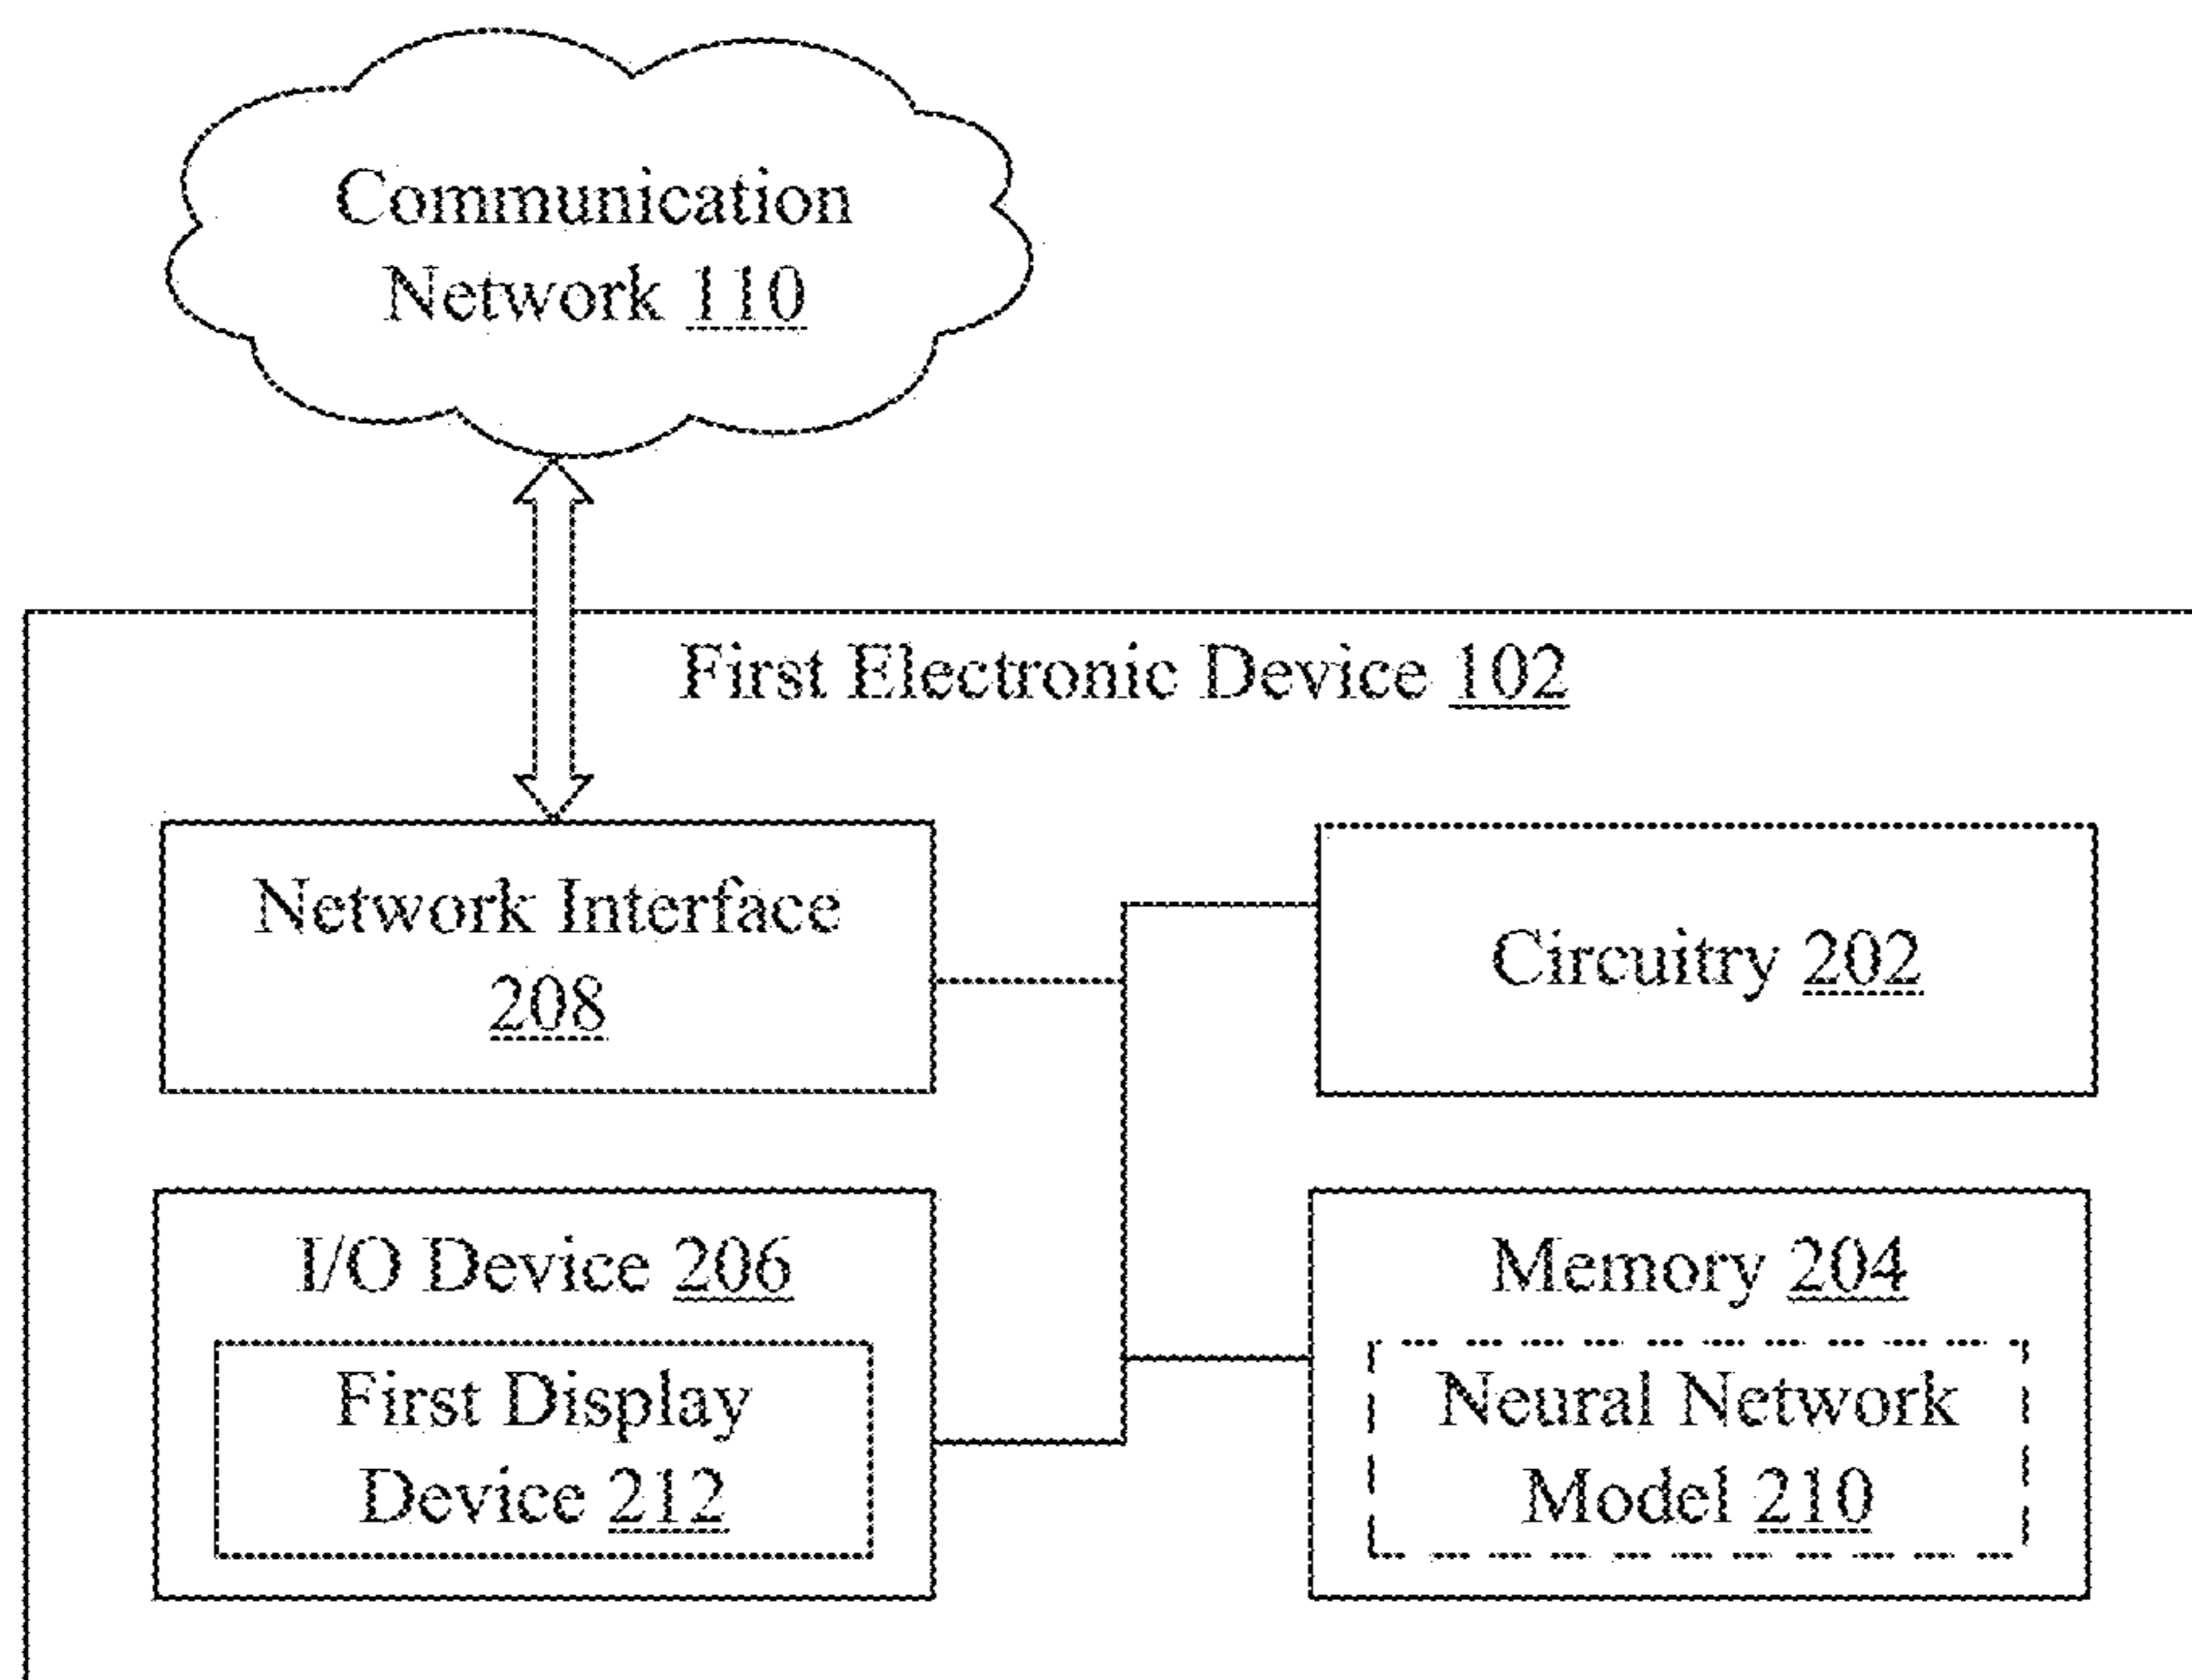 Communication
Network 110
First Electronic Device 102
Network Interface
208
Circuitry 202
I/O Device 206
First Display
Device 212
Memory 204
Neural Network
Model 210